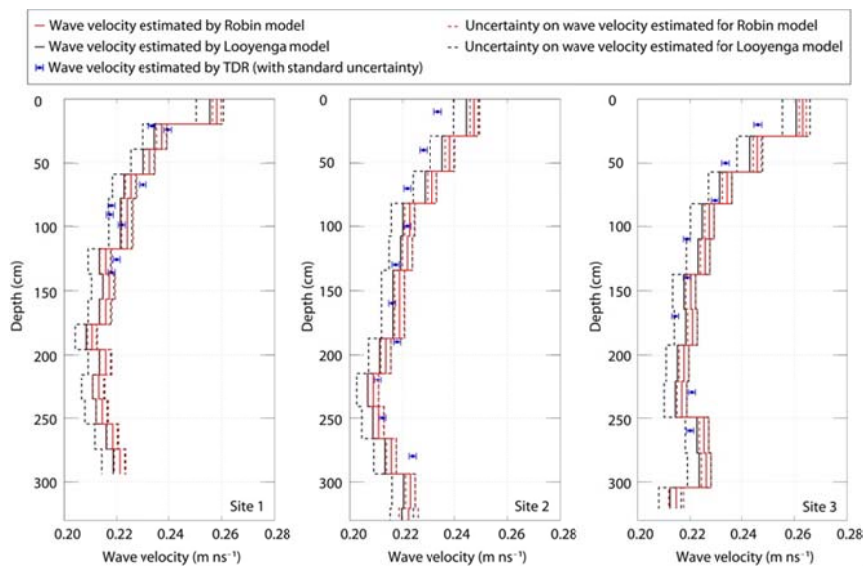 Wave velocity estimated by Robin model
Uncertainty on wave velocity estimated for Robin model
Wave velocity estimated by Looyenga model
Uncertainty on wave velocity estimated for Looyenga model
Wave velocity estimated by TDR (with standard uncertainty)
0
50
100
150
200
250
300
Depth (cm)
Site 1
0.20 0.22 0.24 0.26 0.28
Wave velocity (m ns⁻¹)
0
50
100
150
200
250
300
Depth (cm)
Site 2
0.20 0.22 0.24 0.26 0.28
Wave velocity (m ns⁻¹)
0
50
100
150
200
250
300
Depth (cm)
Site 3
0.20 0.22 0.23 0.26 0.28
Wave velocity (m ns⁻¹)